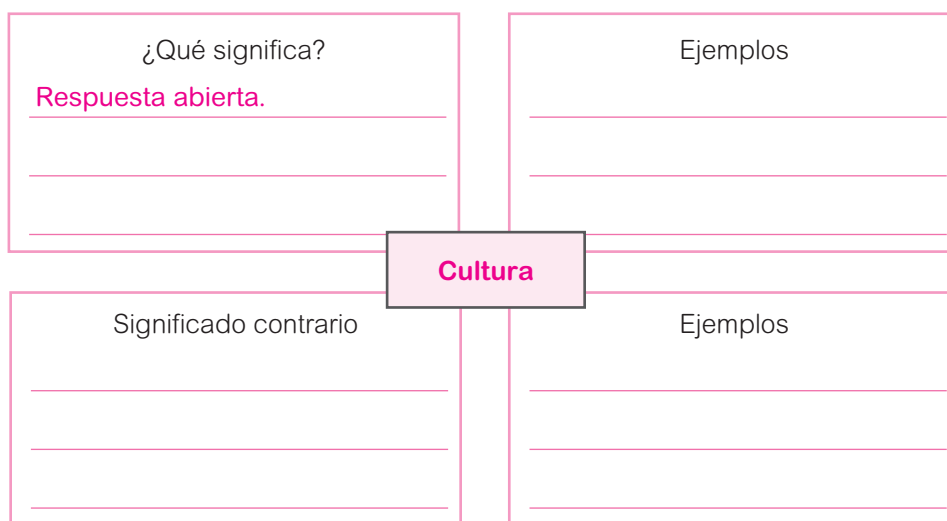 ¿Qué significa?
Respuesta abierta.
Ejemplos
Cultura
Significado contrario
Ejemplos